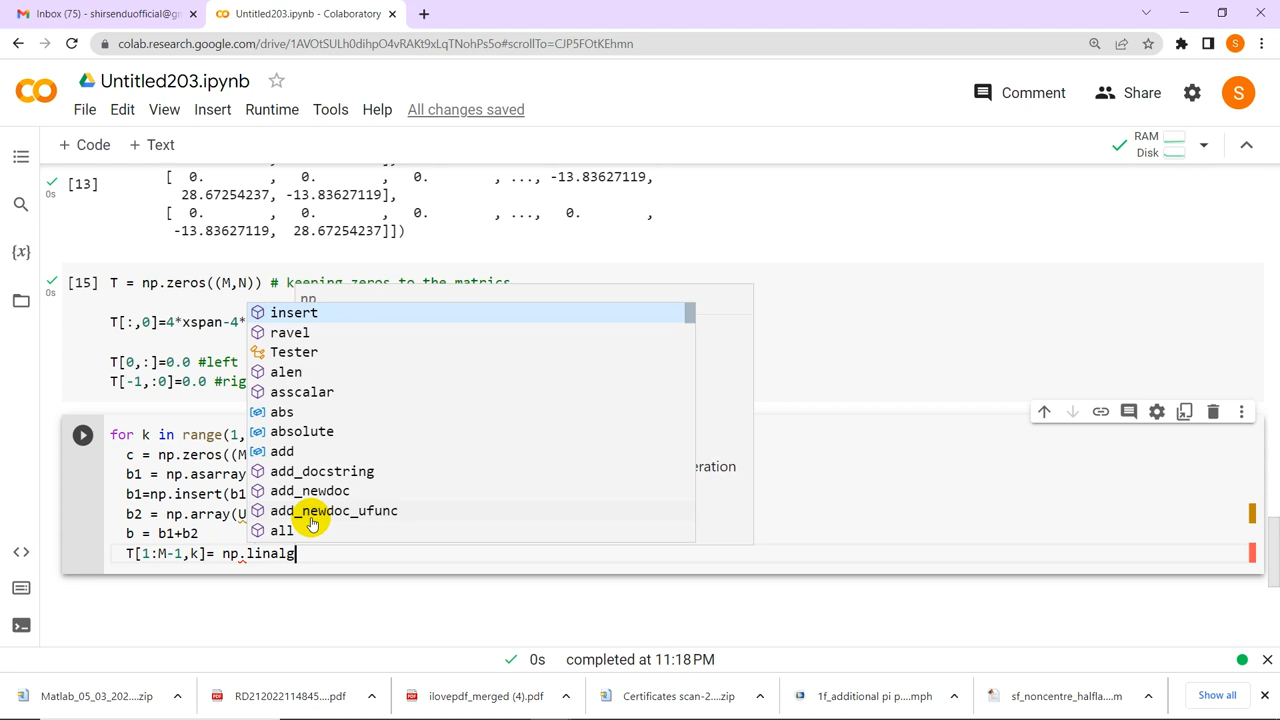 Inbox (75) - shirsenduofficial@gm
Untitled203.ipynb - Colaboratory
colab.research.google.com/drive/
Untitled203.ipynb
File Edit View Insert Runtime Tools Help All changes saved
Comment Share
S
+ Code + Text
RAM
Disk
[13]
[ 0. , 0. , 0. , ..., -13.83627119,
28.67254237, -13.83627119],
[ 0. , 0. , 0. , ..., 0. ,
-13.83627119, 28.67254237]])
0s
[15] T = np.zeros((M,N)) # keeping zeros to the matrics
0s
np
insert
T[:,0]=4*xspan-4*
ravel
Tester
T[0,:]=0.0 #left
alen
T[-1,:0]=0.0 #rig
asscalar
abs
for k in range(1,
absolute
c = np.zeros((M
add
b1 = np.asarray
add_docstring
eration
b1=np.insert(b1
add_newdoc
b2 = np.array(U
add_newdoc_ufunc
b = b1+b2
all
T[1:M-1,k]= np.linalg
0s completed at 11:18 PM
Matlab_05_03_202....zip
RD212022114845....pdf
ilovepdf_merged (4).pdf
Certificates scan-2....zip
1f_additional pi p....mph
sf_noncentre_halfla....m
Show all